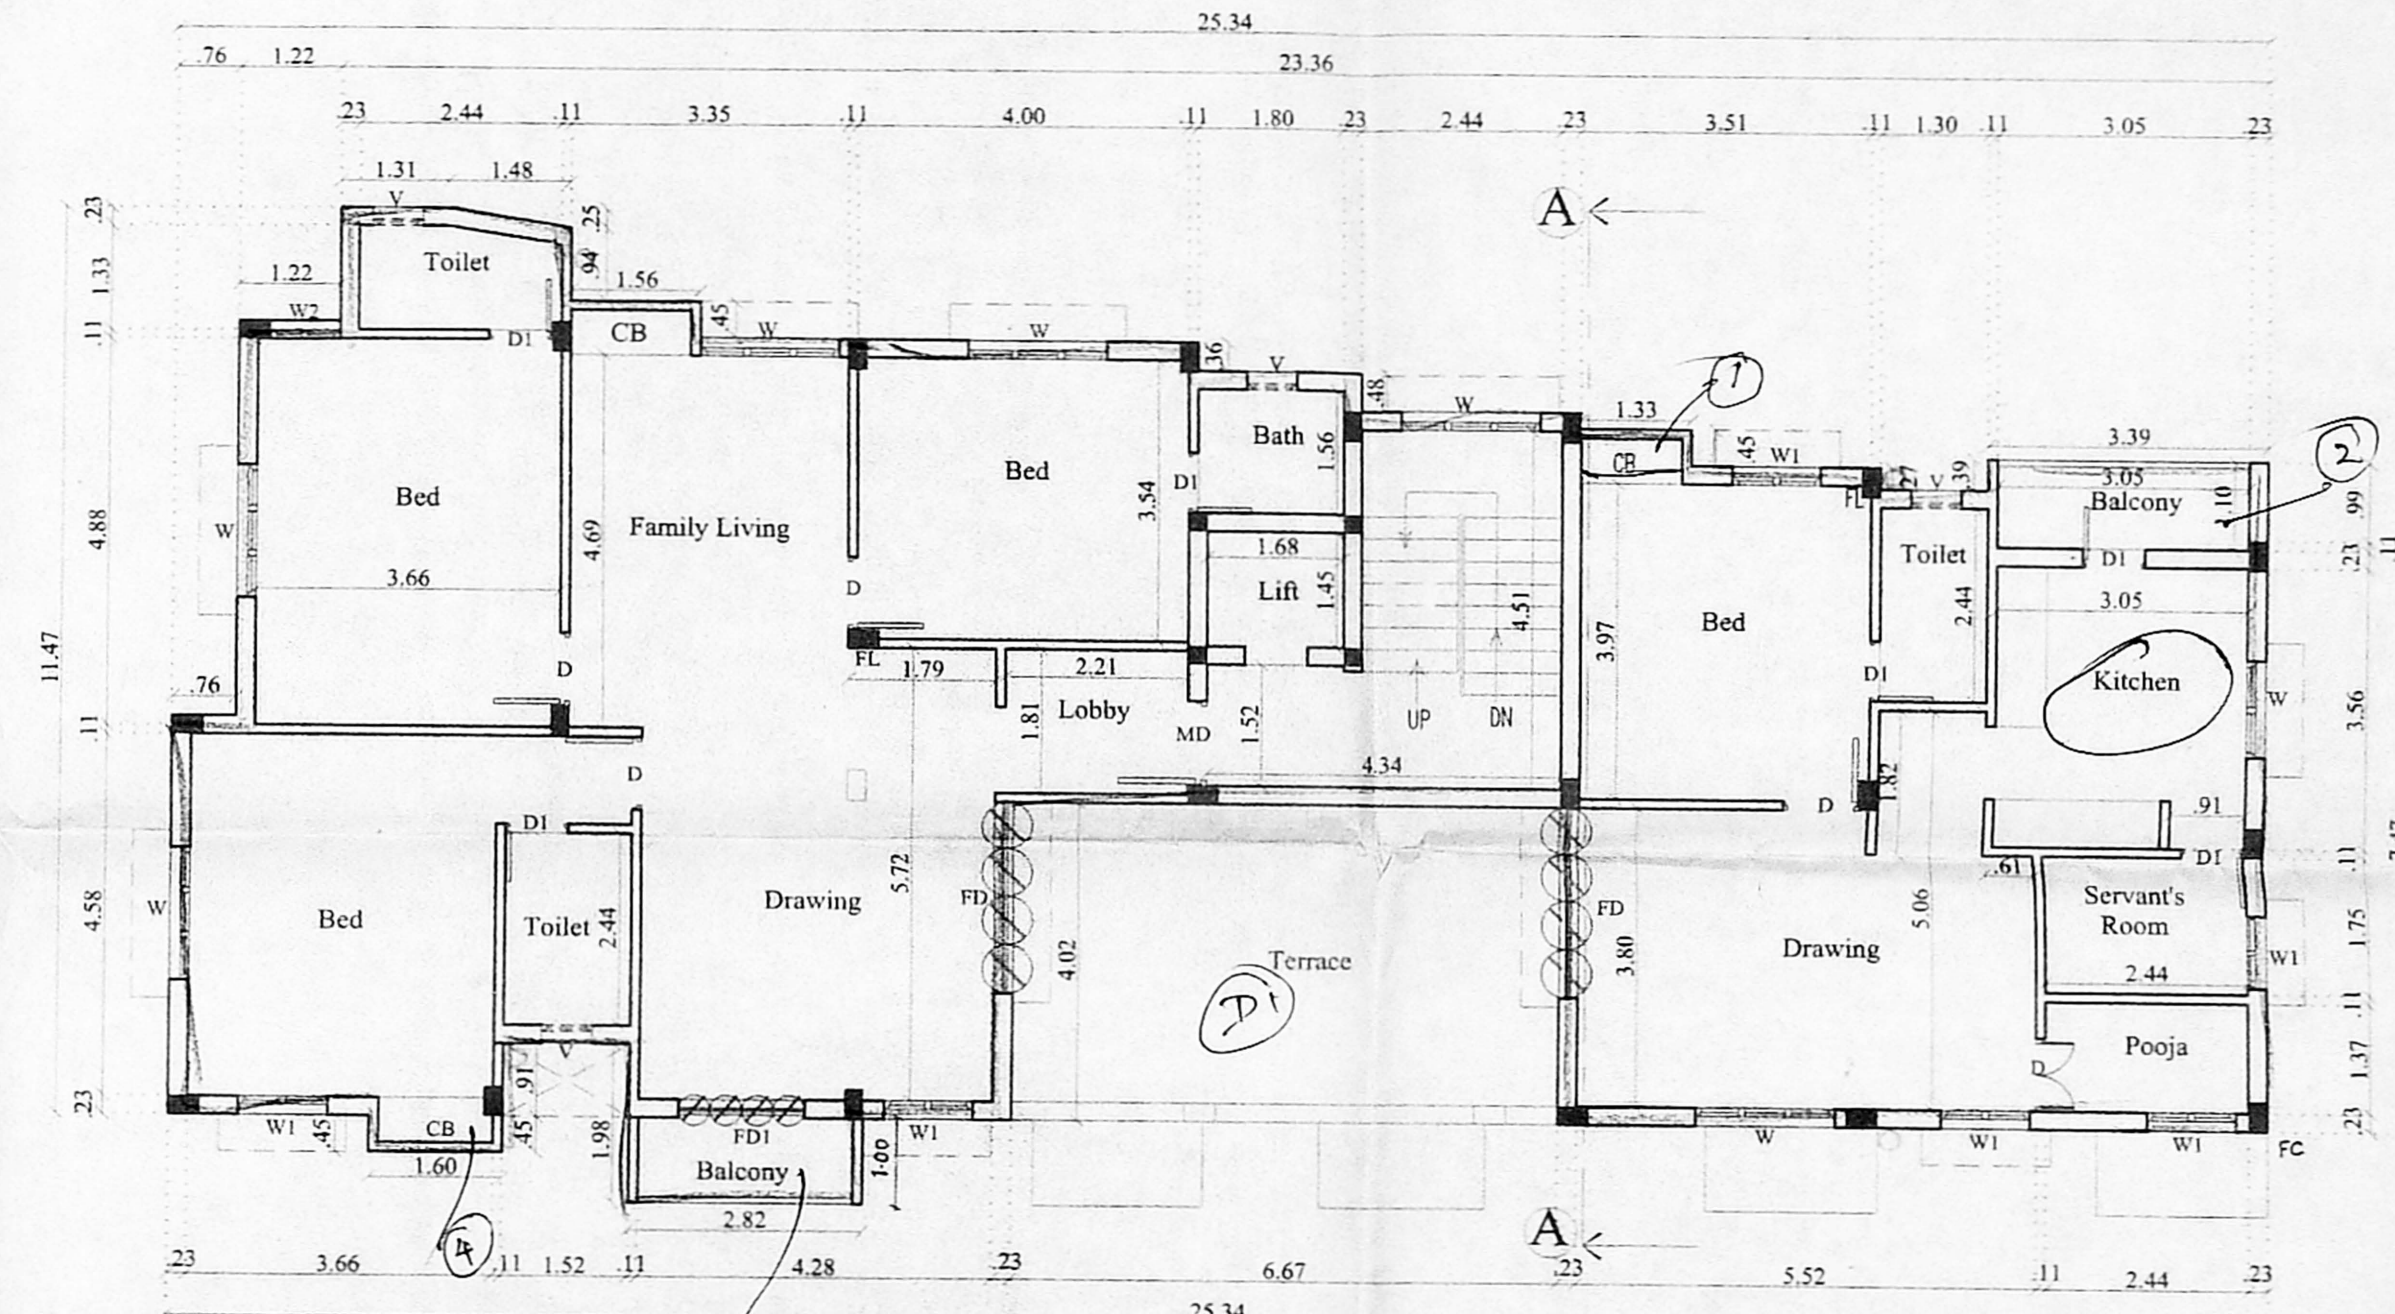 25.34
.76 1.22 23.36
.23 2.44 .11 3.35 .11 4.00 .11 1.80 .23 2.44 .23 3.51 .11 1.30 .11 3.05 .23
1.31 1.48
V
.23
.25
A
Toilet
.94
1.33
1.22
1.56
W2
CB
.45
W
W
.11
D1
.36
V
.48
W
1.33
1
CB
.45
W1
.27
V
.39
3.39
2
3.05
Balcony
1.10
.99
FL
Bath
1.56
Bed
D1
3.54
Bed
W
4.88
4.69
Family Living
3.66
1.68
Lift
1.45
4.51
3.97
Bed
Toilet
2.44
D1
.23
.11
3.05
D
D
FL
1.79
2.21
Lobby
1.81
MD
1.52
UP
DN
4.34
D1
Kitchen
W
3.56
11.47
.76
.11
D
D
1.82
.91
D1
5.72
FD
FD
D1
.61
.11
Servant's
Room
W
4.58
Bed
Toilet
2.44
Drawing
4.02
Terrace
D1
3.80
Drawing
5.06
2.44
1.75
W1
.11
Pooja
D
1.37
.23
V
.91
W1
.45
CB
.45
1.98
FD1
Balcony
W1
1.00
W
W1
W1
.23
FC
1.60
2.82
4
A
.23 3.66 .11 1.52 .11 4.28 .23 6.67 .23 5.52 .11 2.44 .23
25.34